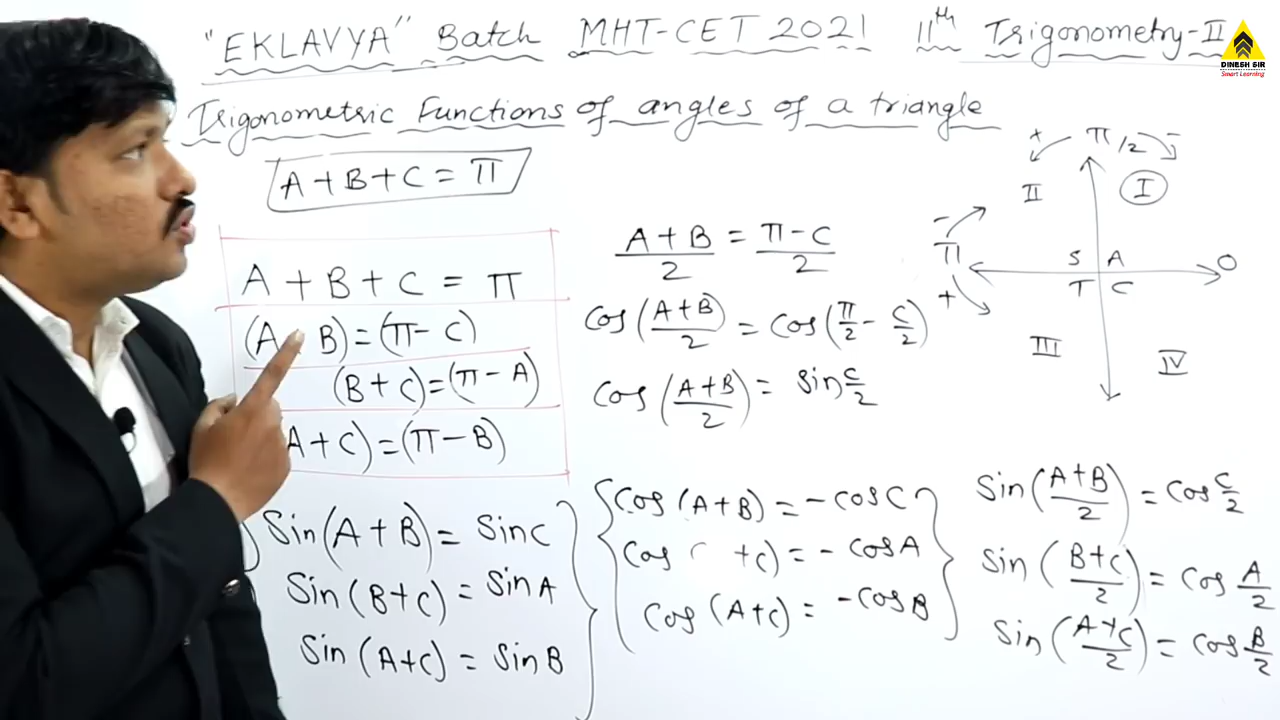 "EKLAVYA" Batch MHT-CET 2021 11th Trigonometry-II
DINESH SIR
Smart Learning
Trigonometric Functions of angles of a triangle
A + B + C = π
A + B + C = π
(A B) = (π - C)
(B + C) = (π - A)
A + C) = (π - B)
Sin(A + B) = Sin C
Sin(B + C) = Sin A
Sin(A+C) = Sin B
A + B / 2 = π - C / 2
Cos(A+B / 2) = Cos(π/2 - C/2)
Cos(A+B / 2) = Sin C/2
Cos(A+B) = - Cos C
Cos ( + C) = - Cos A
Cos (A+C) = - Cos B
+ π/2 -
II I
- π + S A O
T C
III IV
Sin(A+B / 2) = Cos C/2
Sin(B+C / 2) = Cos A/2
Sin(A+C / 2) = Cos B/2